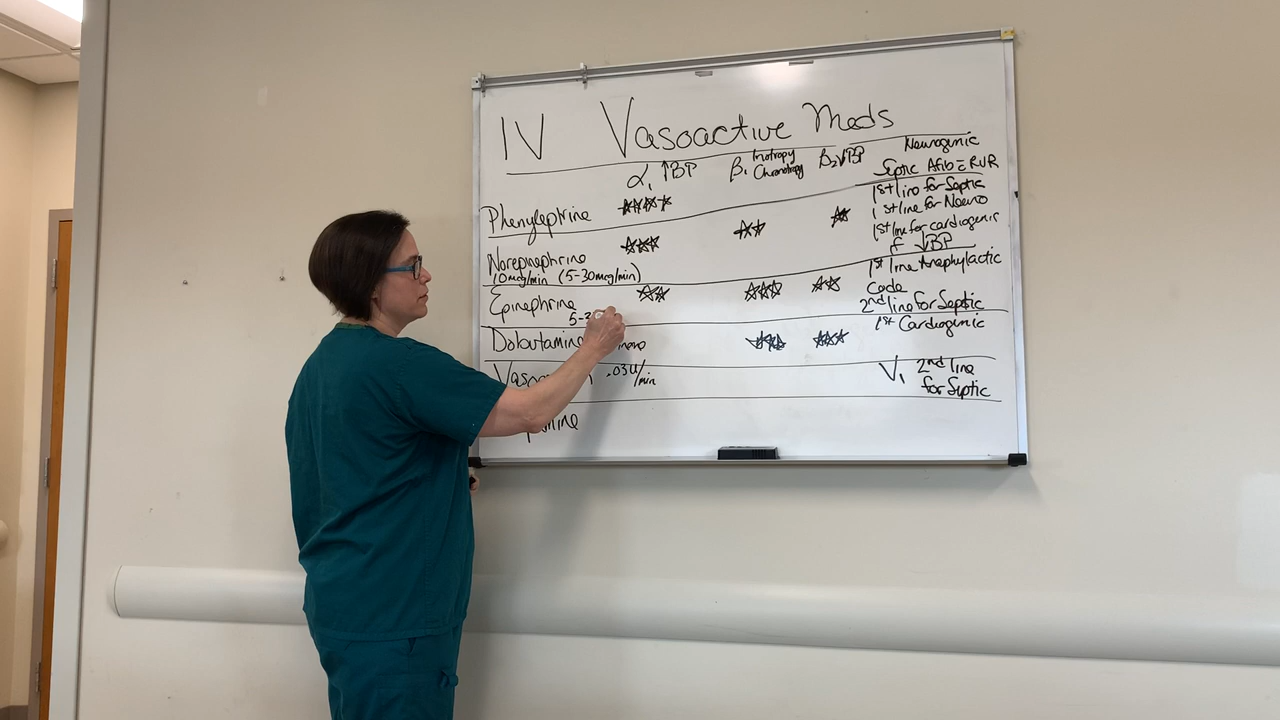 IV Vasoactive Meds
α₁ ↑BP β₁ Inotropy Chronotropy β₂ ↓BP Neurogenic
Septic Afib c̄ RVR
Phenyleptrine ☆☆☆☆
1st line for Septic
1st line for Neuro
1st line for cardiogenic
c̄ ↓BP
Norepinephrine ☆☆☆ ☆☆ ☆
10mcg/min (5-30mcg/min)
Epinephrine ☆☆ ☆☆☆ ☆☆ 1st line Anaphylactic
Code
2nd line for Septic
Dobutamine ☆☆☆ ☆☆☆ 1st Cardiogenic
.03U/min V₁ 2nd line
for Septic